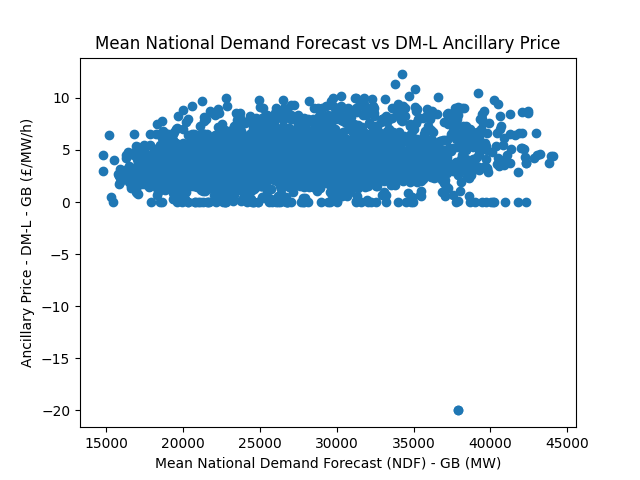 Mean National Demand Forecast vs DM-L Ancillary Price
Ancillary Price - DM-L - GB (£/MW/h)
10
5
0
−5
−10
−15
−20
15000 20000 25000 30000 35000 40000 45000
Mean National Demand Forecast (NDF) - GB (MW)